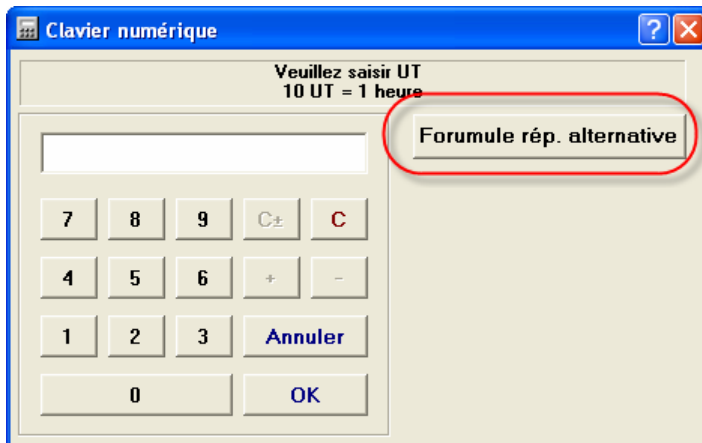 Clavier numérique
Veuillez saisir UT
10 UT = 1 heure
Forumule rép. alternative
7 8 9 C± C
4 5 6 + -
1 2 3 Annuler
0 OK